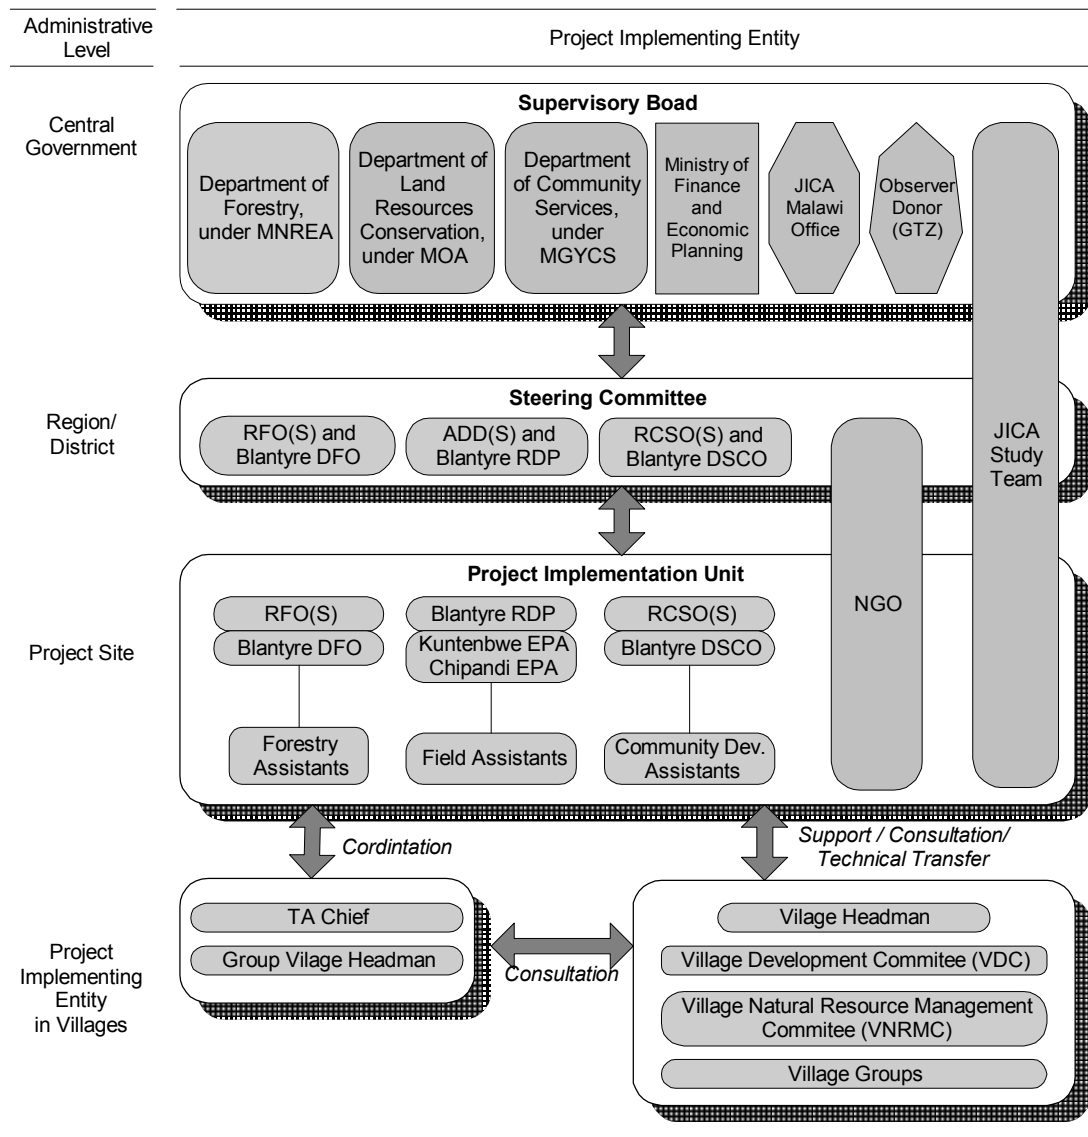 Administrative
Level
Project Implementing Entity
Central
Government
Supervisory Boad
Department of
Forestry,
under MNREA
Department of
Land
Resources
Conservation,
under MOA
Department
of Community
Services,
under
MGYCS
Ministry of
Finance
and
Economic
Planning
JICA
Malawi
Office
Observer
Donor
(GTZ)
JICA
Study
Team
Region/
District
Steering Committee
RFO(S) and
Blantyre DFO
ADD(S) and
Blantyre RDP
RCSO(S) and
Blantyre DSCO
NGO
Project Site
Project Implementation Unit
RFO(S)
Blantyre DFO
Forestry
Assistants
Blantyre RDP
Kuntenbwe EPA
Chipandi EPA
Field Assistants
RCSO(S)
Blantyre DSCO
Community Dev.
Assistants
Cordintation
Support / Consultation/
Technical Transfer
Project
Implementing
Entity
in Villages
TA Chief
Group Village Headman
Consultation
Vilage Headman
Village Development Commitee (VDC)
Village Natural Resource Management
Commitee (VNRMC)
Village Groups